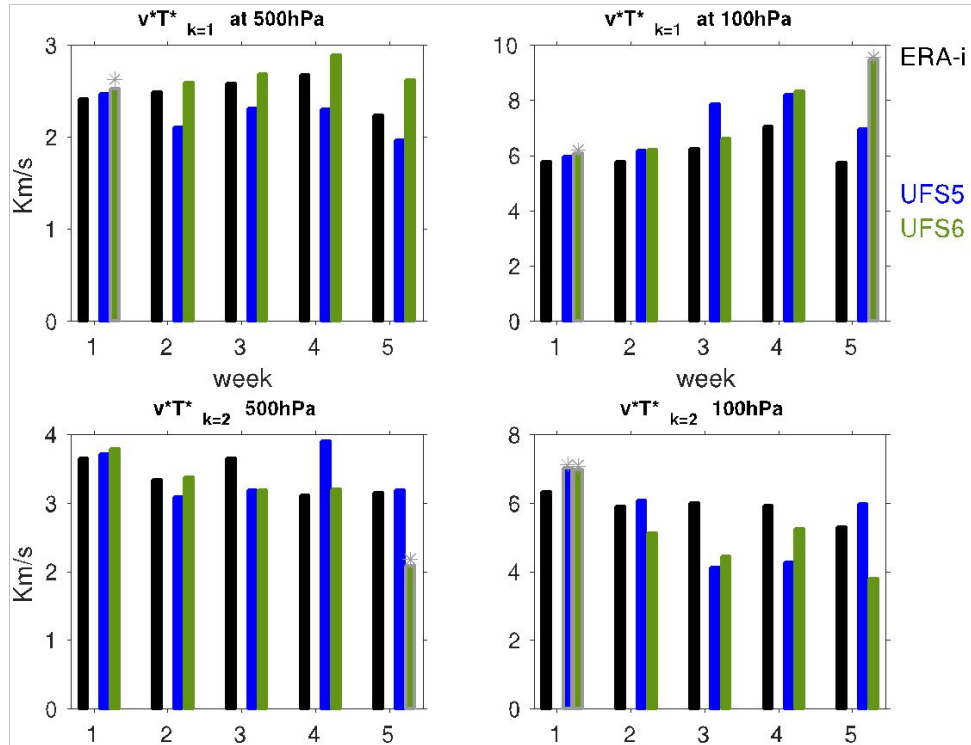 v*T* k=1 at 500hPa
3
2
1
0
Km/s
1 2 3 4 5
week
v*T* k=1 at 100hPa
10
8
6
4
2
0
1 2 3 4 5
week
ERA-i
UFS5
UFS6
v*T* k=2 500hPa
4
3
2
1
0
Km/s
1 2 3 4 5
v*T* k=2 100hPa
8
6
4
2
0
1 2 3 4 5